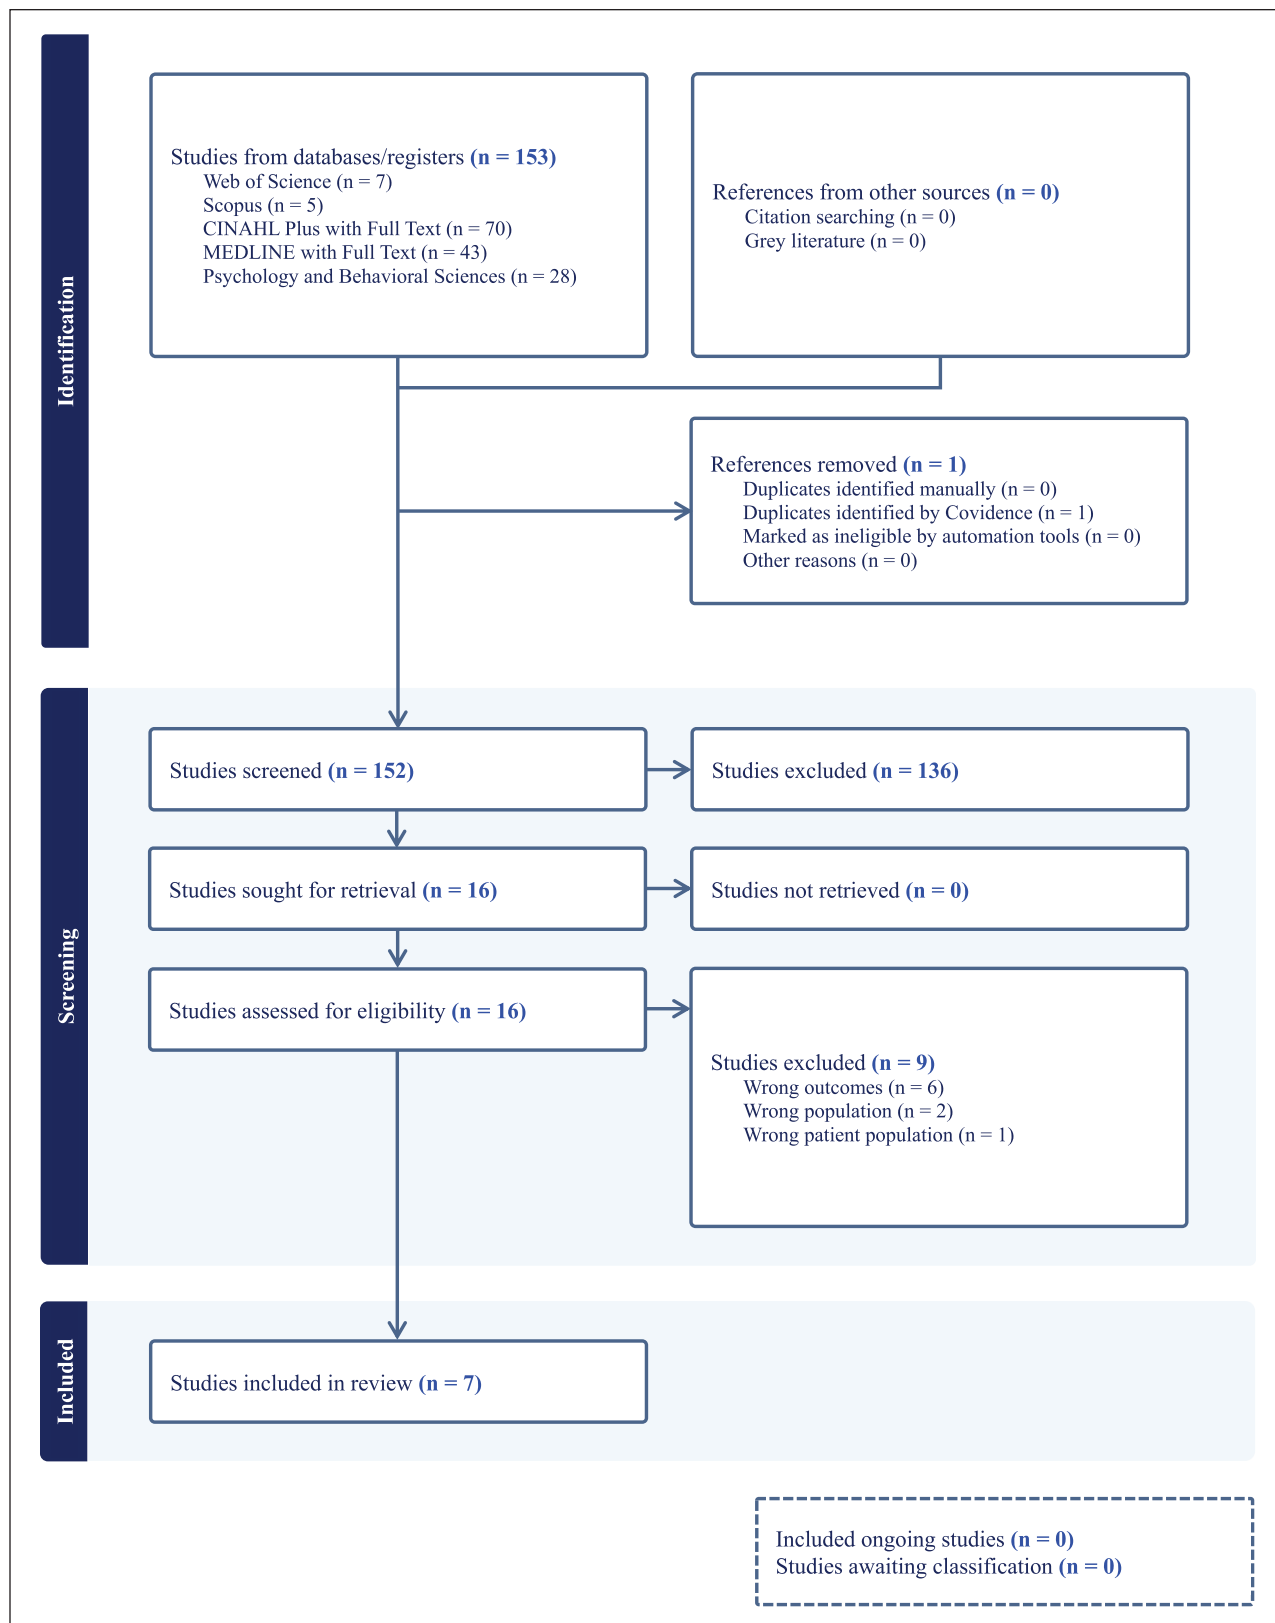 Identification
Studies from databases/registers (n = 153)
Web of Science (n = 7)
Scopus (n = 5)
CINAHL Plus with Full Text (n = 70)
MEDLINE with Full Text (n = 43)
Psychology and Behavioral Sciences (n = 28)
References from other sources (n = 0)
Citation searching (n = 0)
Grey literature (n = 0)
References removed (n = 1)
Duplicates identified manually (n = 0)
Duplicates identified by Covidence (n = 1)
Marked as ineligible by automation tools (n = 0)
Other reasons (n = 0)
Screening
Studies screened (n = 152)
Studies excluded (n = 136)
Studies sought for retrieval (n = 16)
Studies not retrieved (n = 0)
Studies assessed for eligibility (n = 16)
Studies excluded (n = 9)
Wrong outcomes (n = 6)
Wrong population (n = 2)
Wrong patient population (n = 1)
Included
Studies included in review (n = 7)
Included ongoing studies (n = 0)
Studies awaiting classification (n = 0)